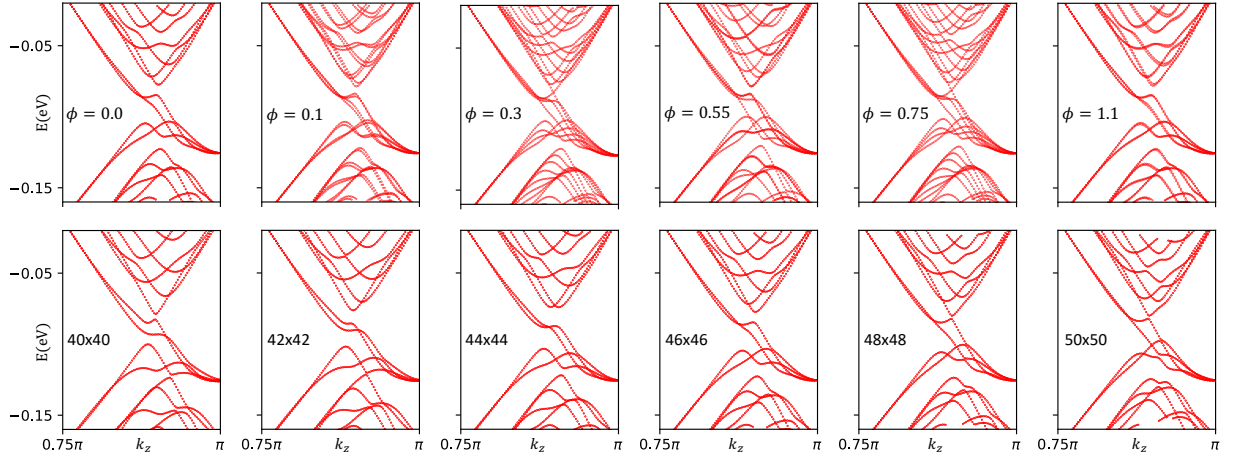 −0.05
E(eV)
−0.15
ϕ = 0.0
ϕ = 0.1
ϕ = 0.3
ϕ = 0.55
ϕ = 0.75
ϕ = 1.1
−0.05
E(eV)
−0.15
40x40
42x42
44x44
46x46
48x48
50x50
0.75π k_z π
0.75π k_z π
0.75π k_z π
0.75π k_z π
0.75π k_z π
0.75π k_z π